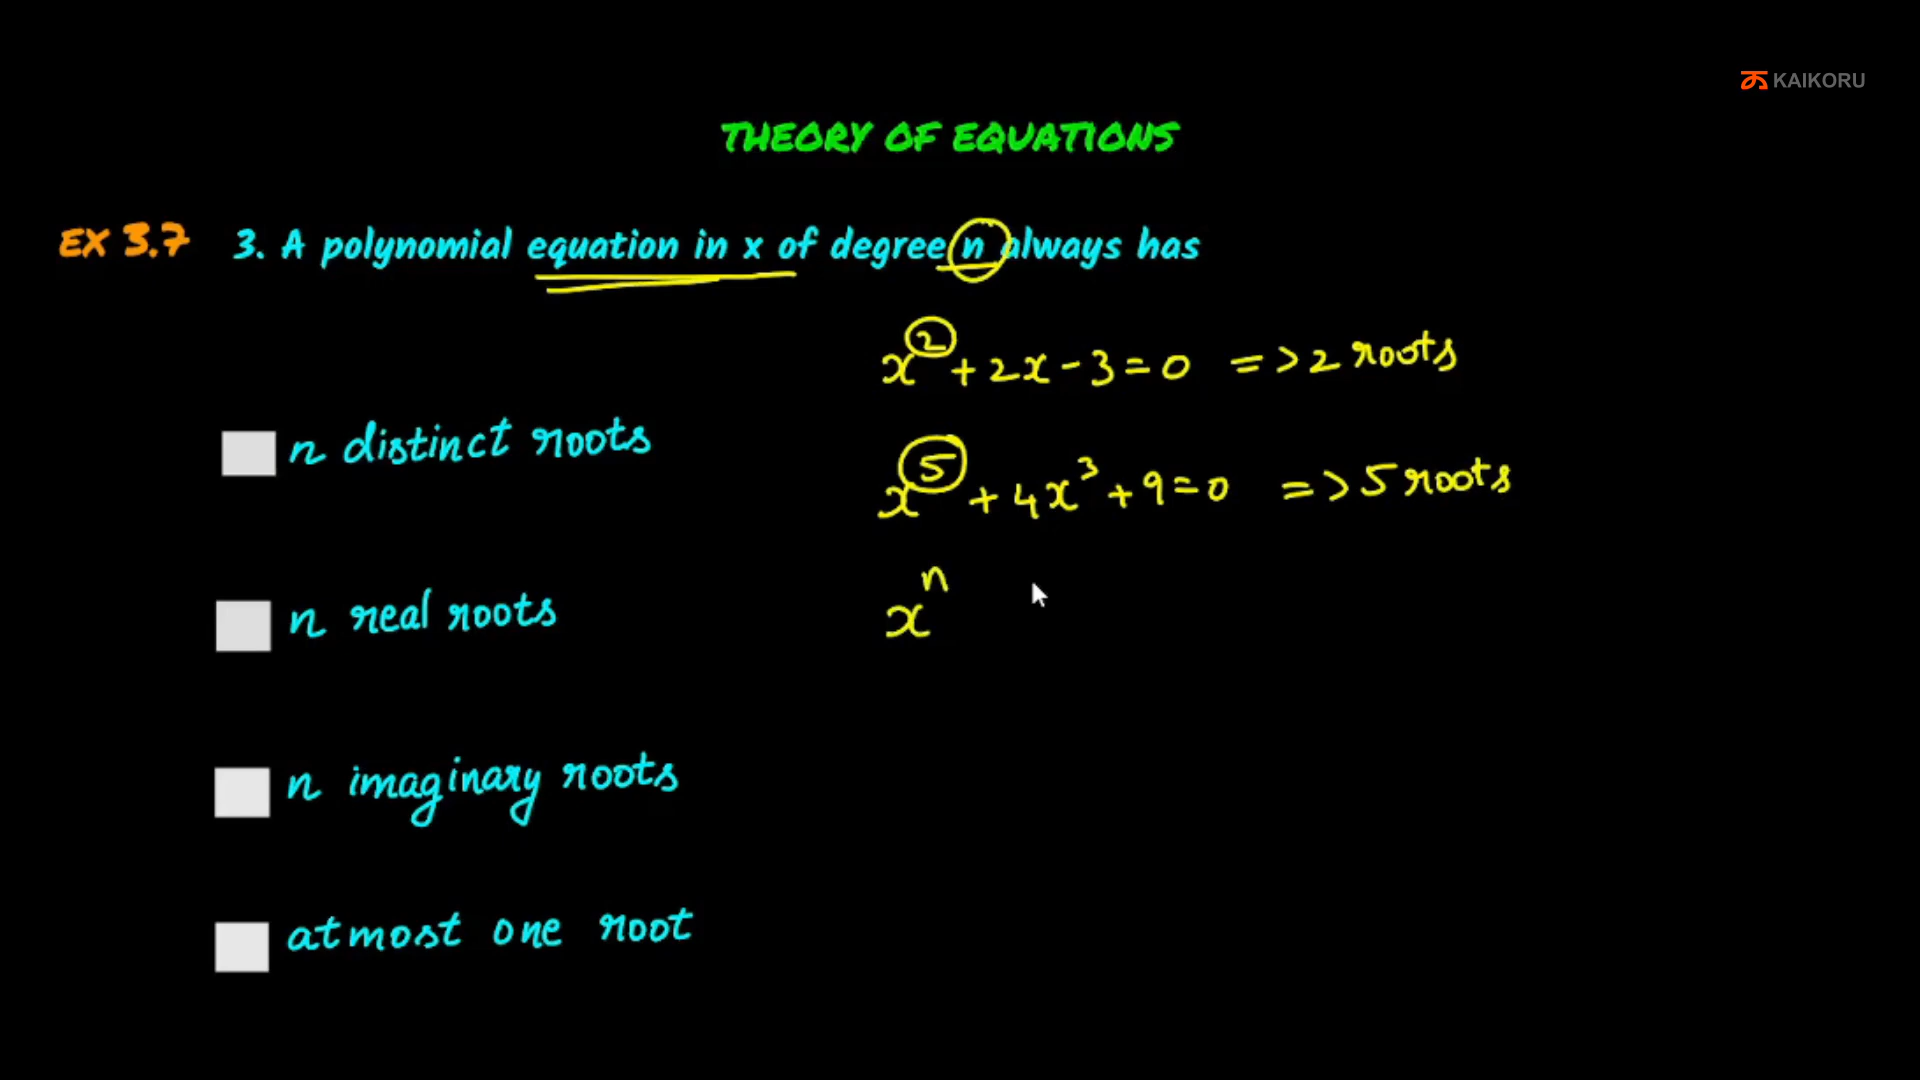 KAIKORU
THEORY OF EQUATIONS
EX 3.7 3. A polynomial equation in x of degree n always has
x² + 2x - 3 = 0 => 2 roots
n distinct roots
x⁵ + 4x³ + 9 = 0 => 5 roots
n real roots
xⁿ
n imaginary roots
atmost one root